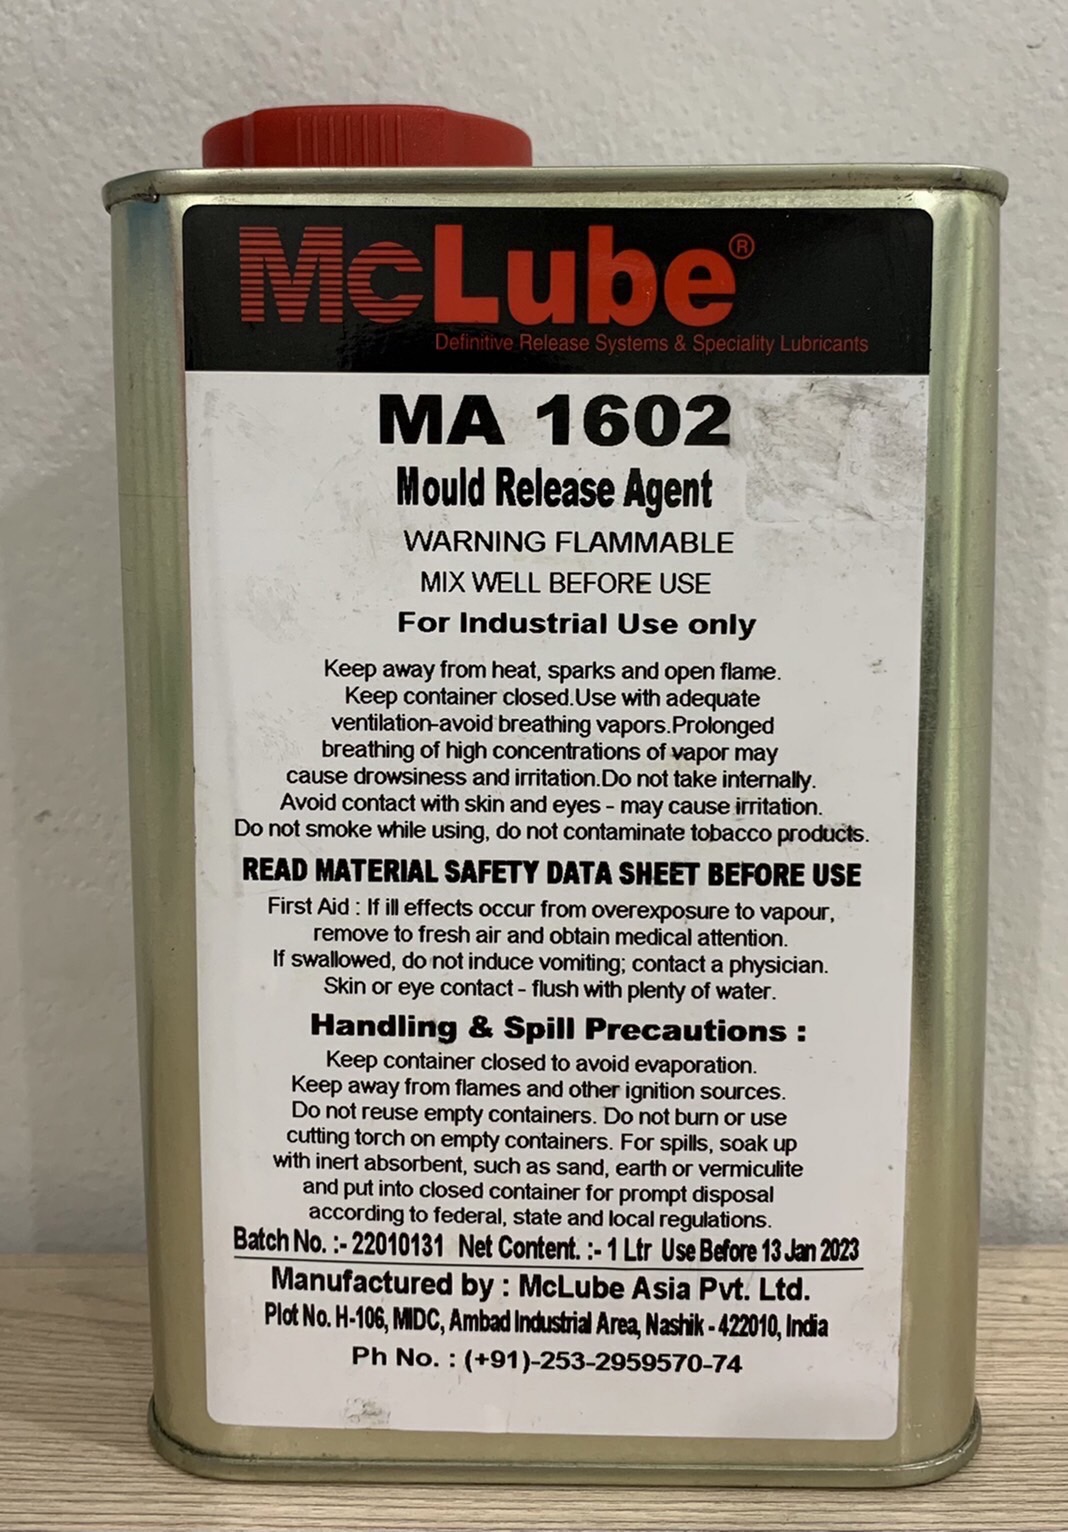 McLube®
Definitive Release Systems & Speciality Lubricants
MA 1602
Mould Release Agent
WARNING FLAMMABLE
MIX WELL BEFORE USE
For Industrial Use only
Keep away from heat, sparks and open flame.
Keep container closed.Use with adequate
ventilation-avoid breathing vapors.Prolonged
breathing of high concentrations of vapor may
cause drowsiness and irritation.Do not take internally.
Avoid contact with skin and eyes - may cause irritation.
Do not smoke while using, do not contaminate tobacco products.
READ MATERIAL SAFETY DATA SHEET BEFORE USE
First Aid : If ill effects occur from overexposure to vapour,
remove to fresh air and obtain medical attention.
If swallowed, do not induce vomiting; contact a physician.
Skin or eye contact - flush with plenty of water.
Handling & Spill Precautions :
Keep container closed to avoid evaporation.
Keep away from flames and other ignition sources.
Do not reuse empty containers. Do not burn or use
cutting torch on empty containers. For spills, soak up
with inert absorbent, such as sand, earth or vermiculite
and put into closed container for prompt disposal
according to federal, state and local regulations.
Batch No. :- 22010131 Net Content. :- 1 Ltr Use Before 13 Jan 2023
Manufactured by : McLube Asia Pvt. Ltd.
Plot No. H-106, MIDC, Ambad Industrial Area, Nashik - 422010, India
Ph No. : (+91)-253-2959570-74